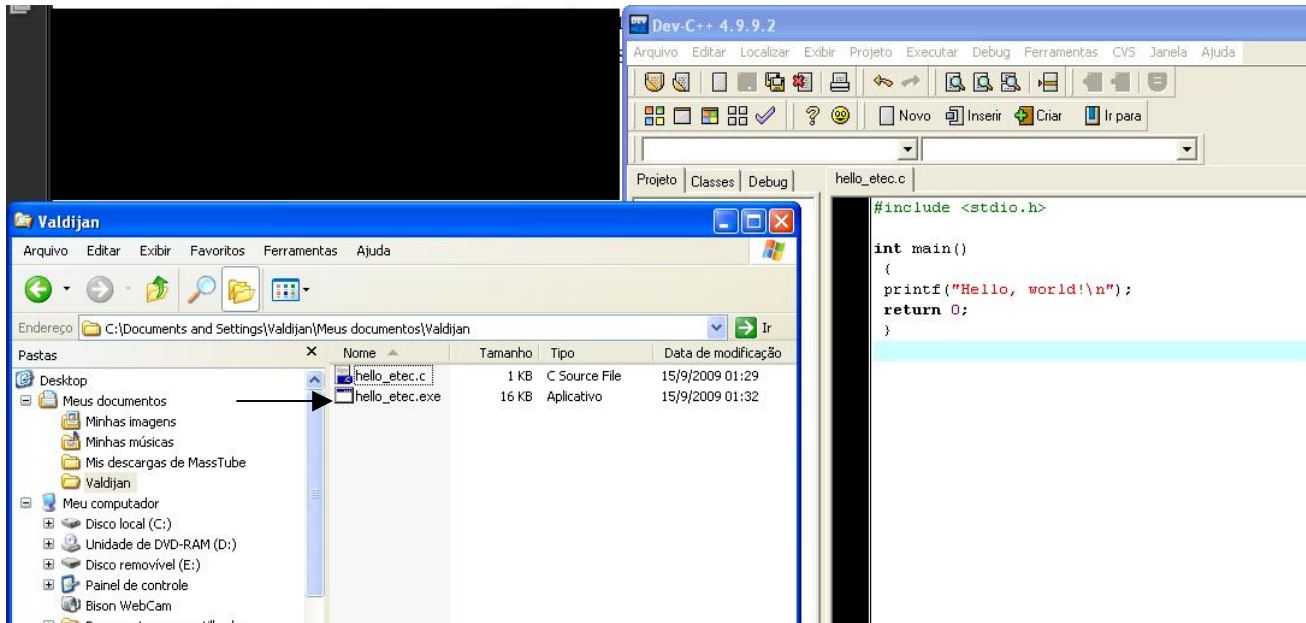 Dev-C++ 4.9.9.2
Arquivo Editar Localizar Exibir Projeto Executar Debug Ferramentas CVS Janela Ajuda
Novo Inserir Criar Ir para
Projeto Classes Debug
hello_etec.c
#include <stdio.h>
int main()
{
printf("Hello, world!\n");
return 0;
}
Valdijan
Arquivo Editar Exibir Favoritos Ferramentas Ajuda
Endereço C:\Documents and Settings\Valdijan\Meus documentos\Valdijan Ir
Pastas X
Nome Tamanho Tipo Data de modificação
hello_etec.c 1 KB C Source File 15/9/2009 01:29
hello_etec.exe 16 KB Aplicativo 15/9/2009 01:32
Desktop
Meus documentos
Minhas imagens
Minhas músicas
Mis descargas de MassTube
Valdijan
Meu computador
Disco local (C:)
Unidade de DVD-RAM (D:)
Disco removível (E:)
Painel de controle
Bison WebCam